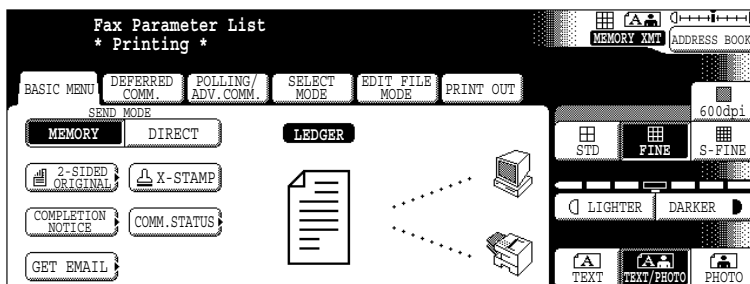 Fax Parameter List
* Printing *
MEMORY XMT
ADDRESS BOOK
BASIC MENU
DEFERRED COMM.
POLLING/ ADV.COMM.
SELECT MODE
EDIT FILE MODE
PRINT OUT
600dpi
SEND MODE
MEMORY
DIRECT
LEDGER
STD
FINE
S-FINE
2-SIDED ORIGINAL
X-STAMP
LIGHTER
DARKER
COMPLETION NOTICE
COMM.STATUS
GET EMAIL
A
TEXT
A
TEXT/PHOTO
PHOTO